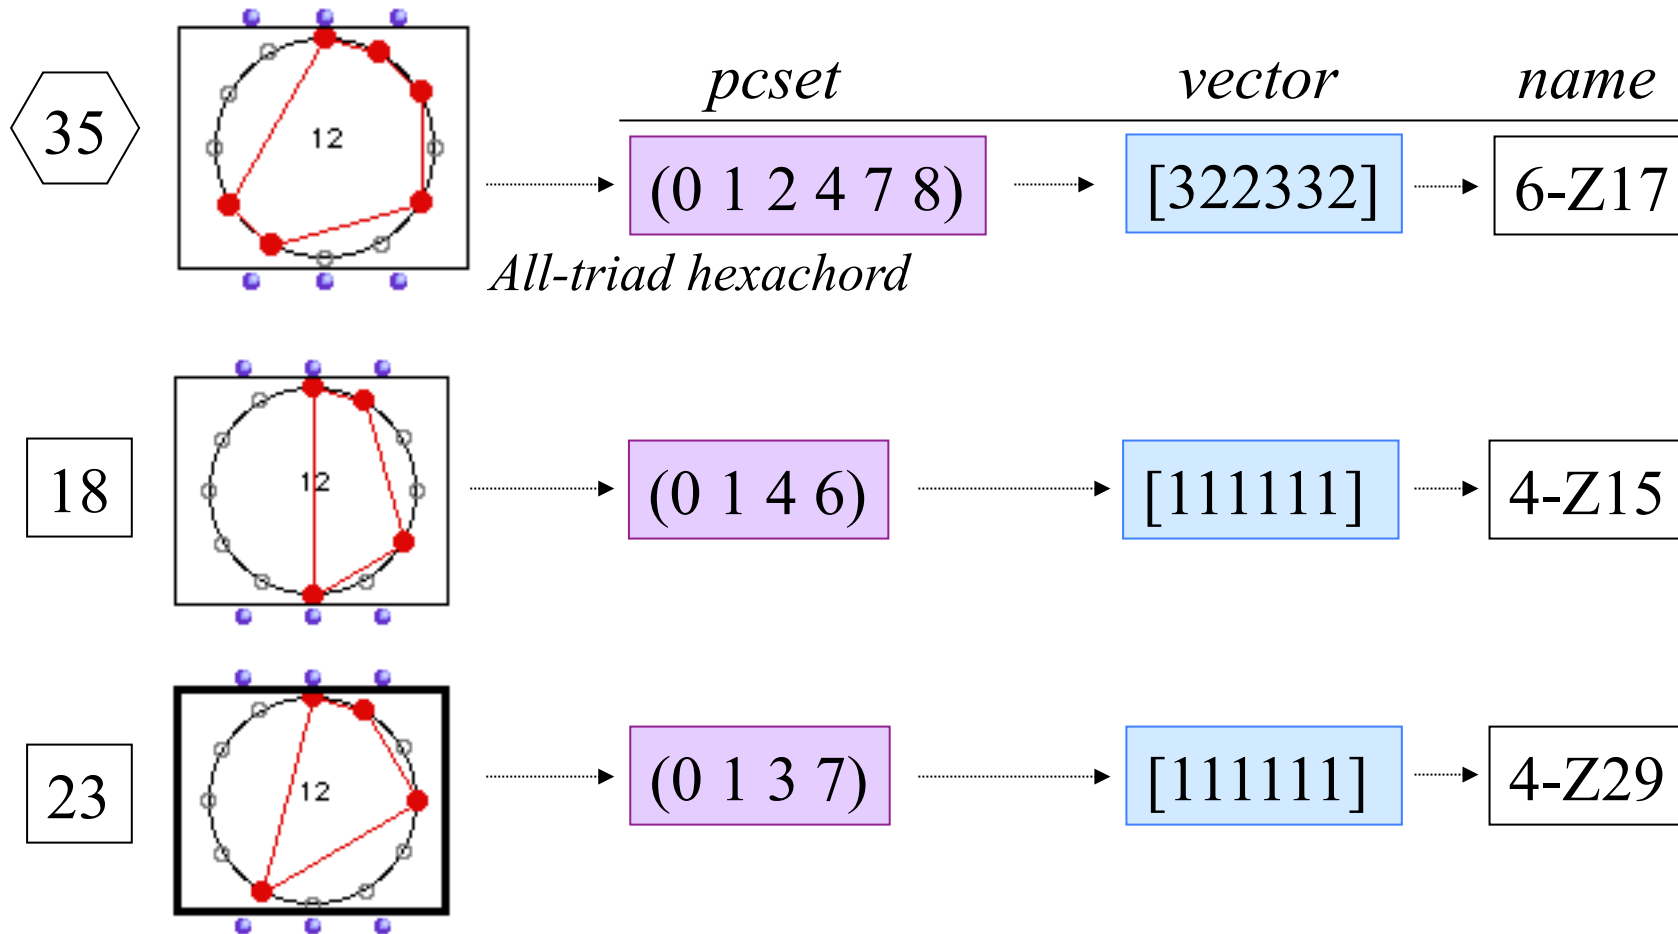 pcset vector name
35 12 (0 1 2 4 7 8) [322332] 6-Z17
All-triad hexachord
18 12 (0 1 4 6) [111111] 4-Z15
23 12 (0 1 3 7) [111111] 4-Z29